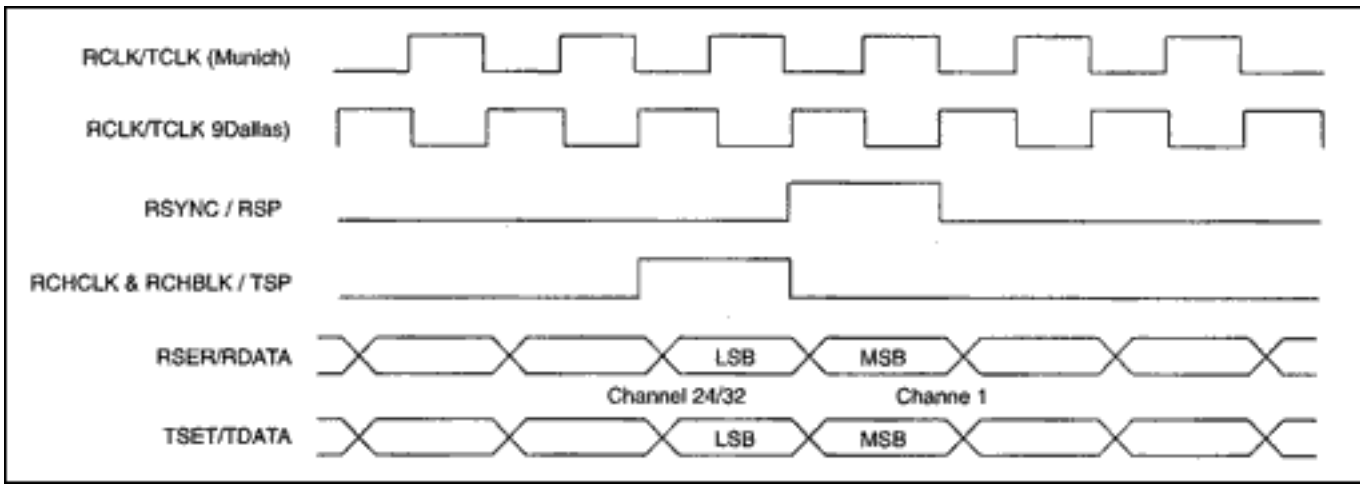 RCLK/TCLK (Munich)
RCLK/TCLK 9Dallas)
RSYNC / RSP
RCHCLK & RCHBLK / TSP
RSER/RDATA LSB MSB
Channel 24/32 Channe 1
TSET/TDATA LSB MSB